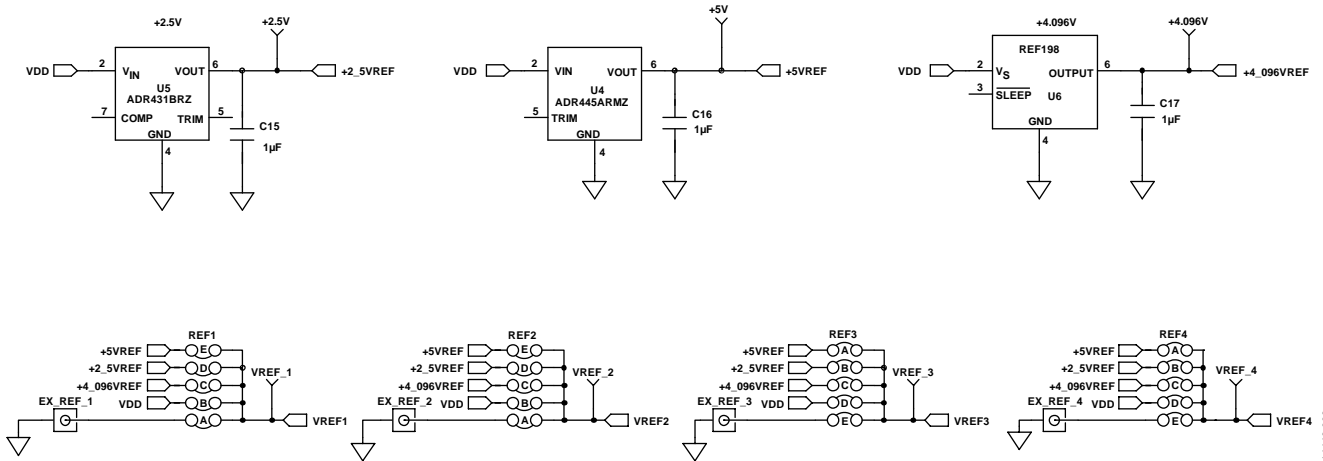 +2.5V
+2.5V
VDD
2
VIN
VOUT
6
+2_5VREF
U5
ADR431BRZ
7
COMP
TRIM
5
GND
4
C15
1µF
+5V
VDD
2
VIN
VOUT
6
+5VREF
U4
ADR445ARMZ
5
TRIM
GND
4
C16
1µF
+4.096V
+4.096V
REF198
VDD
2
VS
OUTPUT
6
+4_096VREF
3
SLEEP
U6
GND
4
C17
1µF
REF1
+5VREF
E
+2_5VREF
D
+4_096VREF
C
VREF_1
EX_REF_1
VDD
B
A
VREF1
REF2
+5VREF
E
+2_5VREF
D
+4_096VREF
C
VREF_2
EX_REF_2
VDD
B
A
VREF2
REF3
+5VREF
A
+2_5VREF
B
+4_096VREF
C
VREF_3
EX_REF_3
VDD
D
E
VREF3
REF4
+5VREF
A
+2_5VREF
B
+4_096VREF
C
VREF_4
EX_REF_4
VDD
D
E
VREF4